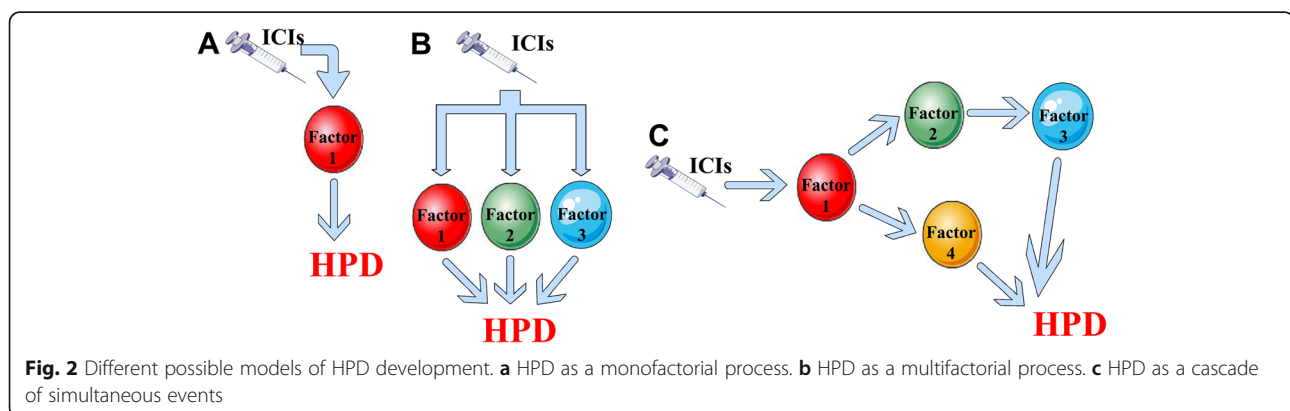 A
ICIs
Factor
1
HPD
B
ICIs
Factor
1
Factor
2
Factor
3
HPD
C
ICIs
Factor
1
Factor
2
Factor
3
Factor
4
HPD
Fig. 2 Different possible models of HPD development. a HPD as a monofactorial process. b HPD as a multifactorial process. c HPD as a cascade
of simultaneous events